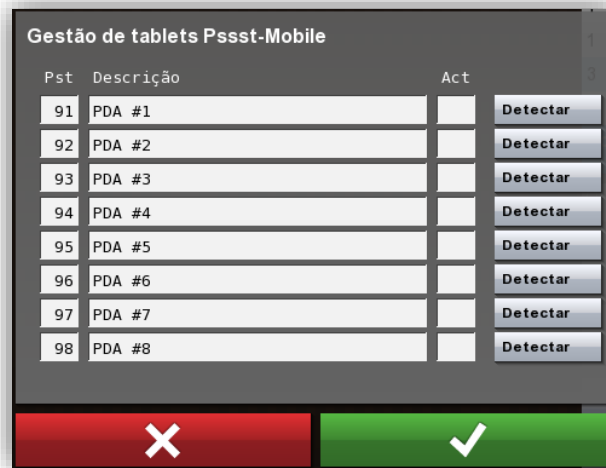 Gestão de tablets Pssst-Mobile
Pst Descrição Act
91 PDA #1 Detectar
92 PDA #2 Detectar
93 PDA #3 Detectar
94 PDA #4 Detectar
95 PDA #5 Detectar
96 PDA #6 Detectar
97 PDA #7 Detectar
98 PDA #8 Detectar
1
3